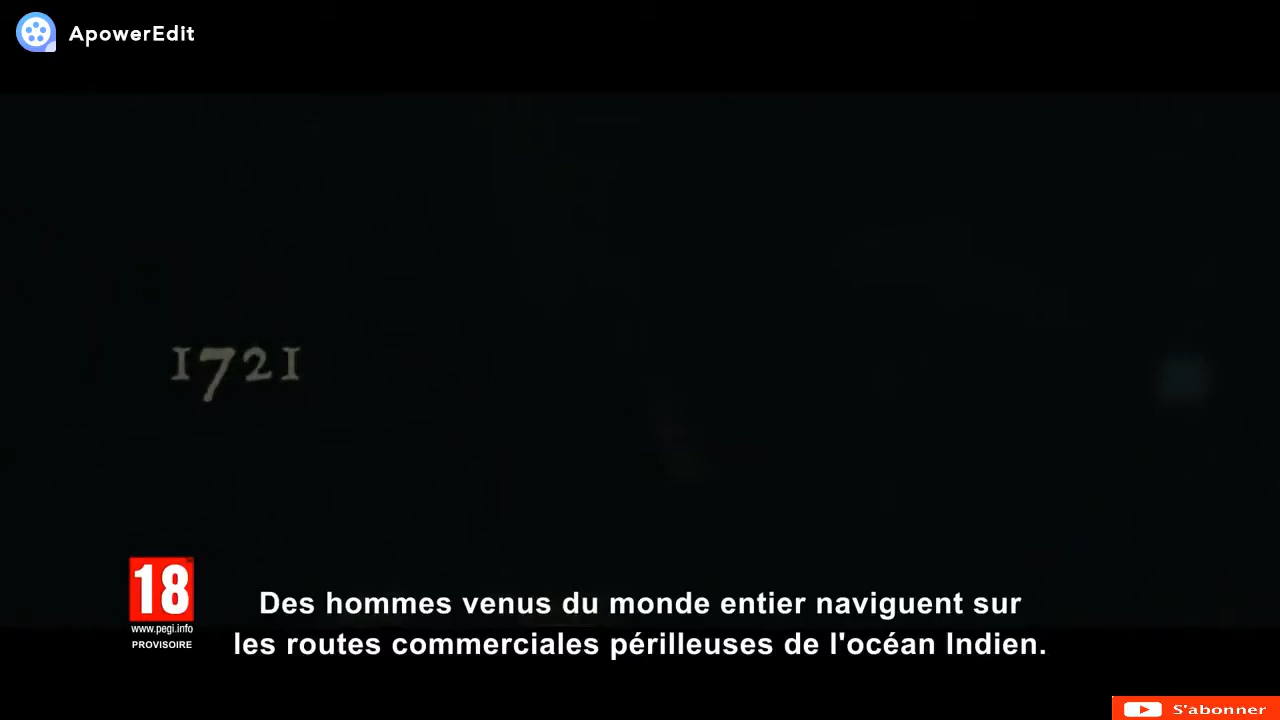 ApowerEdit
1721
18
www.pegi.info
PROVISOIRE
Des hommes venus du monde entier naviguent sur
les routes commerciales périlleuses de l'océan Indien.
S'abonner